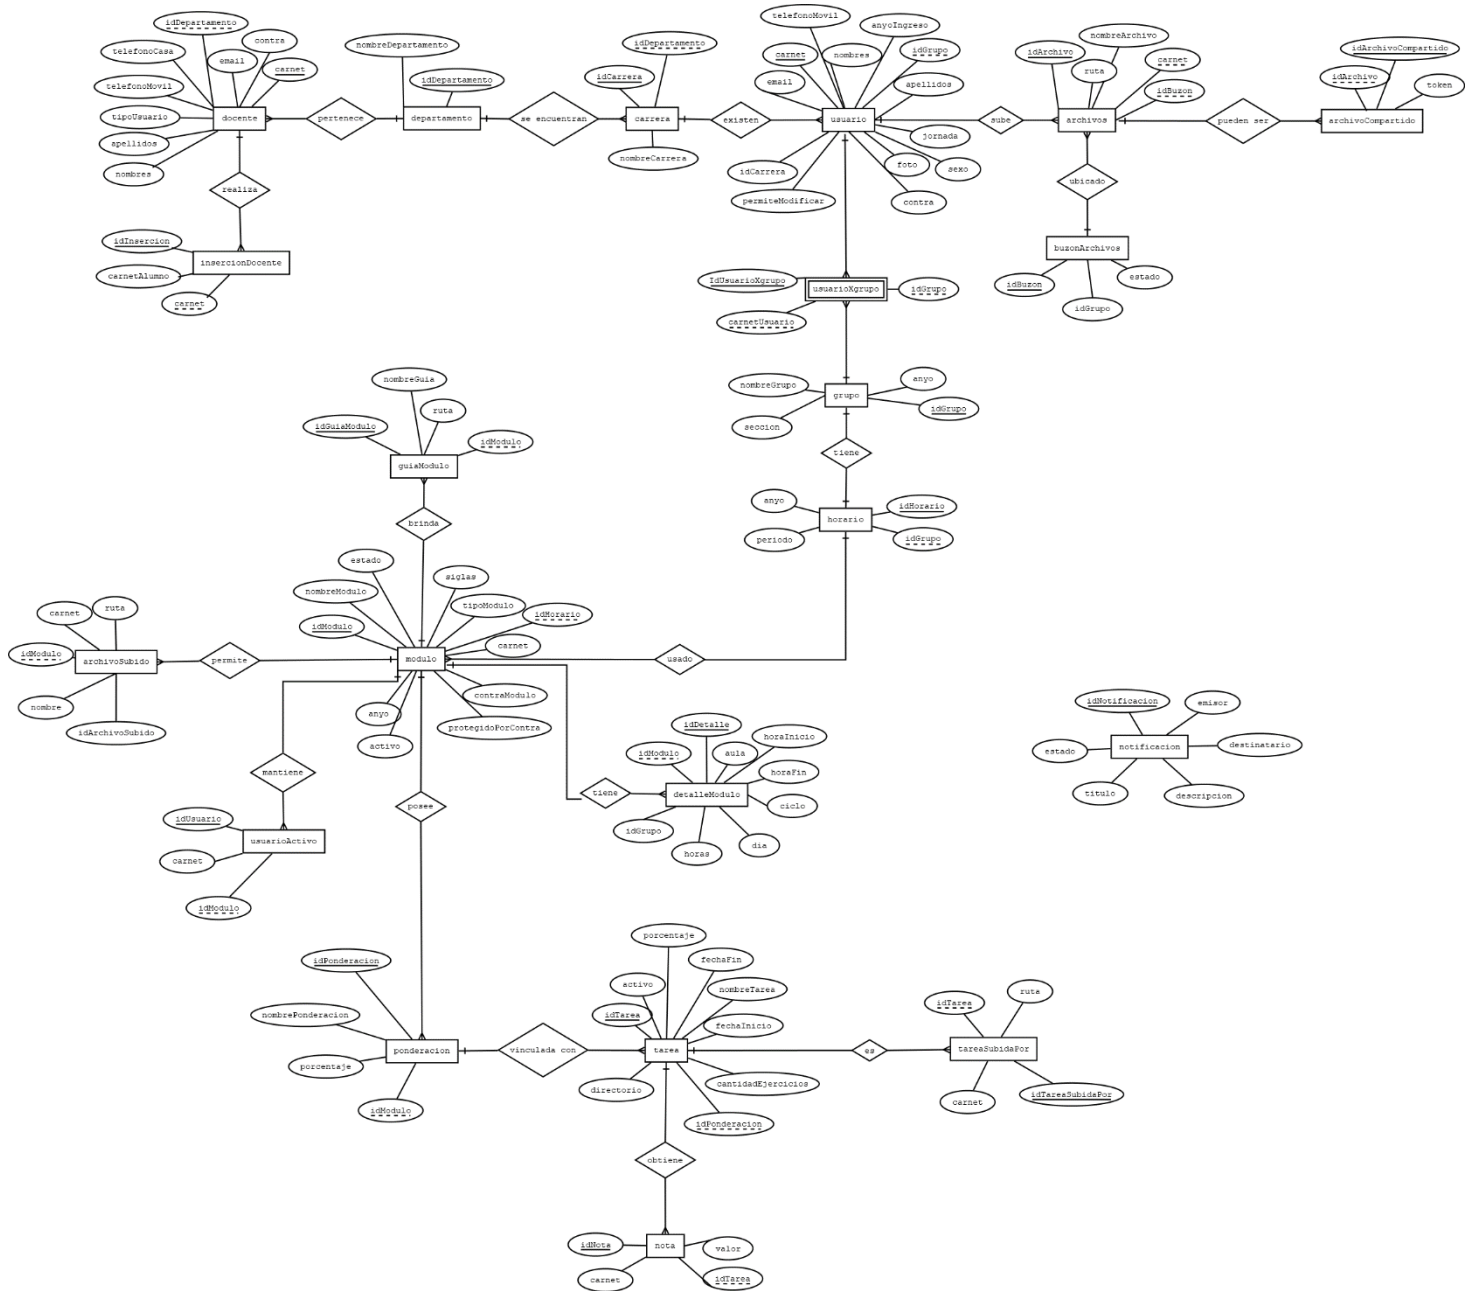 idDepartamento
telefonoCasa
email
contra
carnet
telefonoMovil
tipoUsuario
apellidos
nombres
docente
pertenece
nombreDepartamento
idDepartamento
departamento
se encuentran
idDepartamento
idCarrera
carrera
nombreCarrera
existen
telefonoMovil
anyoIngreso
carnet
nombres
idGrupo
email
apellidos
usuario
jornada
idCarrera
foto
sexo
permiteModificar
contra
sube
nombreArchivo
idArchivo
ruta
carnet
idBuzon
archivos
pueden ser
idArchivoCompartido
idArchivo
token
archivoCompartido
realiza
idInsercion
carnetAlumno
insercionDocente
carnet
ubicado
buzonArchivos
idBuzon
estado
idGrupo
IdUsuarioXgrupo
usuarioXgrupo
idGrupo
carnetUsuario
nombreGrupo
anyo
grupo
idGrupo
seccion
tiene
anyo
idHorario
horario
periodo
idGrupo
nombreGuia
ruta
idGuiaModulo
idModulo
guiaModulo
brinda
estado
siglas
nombreModulo
tipoModulo
idModulo
idHorario
carnet
modulo
contraModulo
anyo
protegidoPorContra
activo
usado
carnet
ruta
idModulo
archivoSubido
permite
nombre
idArchivoSubido
mantiene
idUsuario
usuarioActivo
carnet
idModulo
posee
tiene
idDetalle
horaInicio
idModulo
aula
horaFin
detalleModulo
ciclo
idGrupo
horas
dia
idNotificacion
emisor
estado
notificacion
destinatario
titulo
descripcion
idPonderacion
nombrePonderacion
ponderacion
porcentaje
idModulo
vinculada con
porcentaje
fechaFin
activo
nombreTarea
idTarea
fechaInicio
tarea
directorio
cantidadEjercicios
idPonderacion
es
idTarea
ruta
tareaSubidaPor
carnet
idTareaSubidaPor
obtiene
idNota
nota
valor
carnet
idTarea